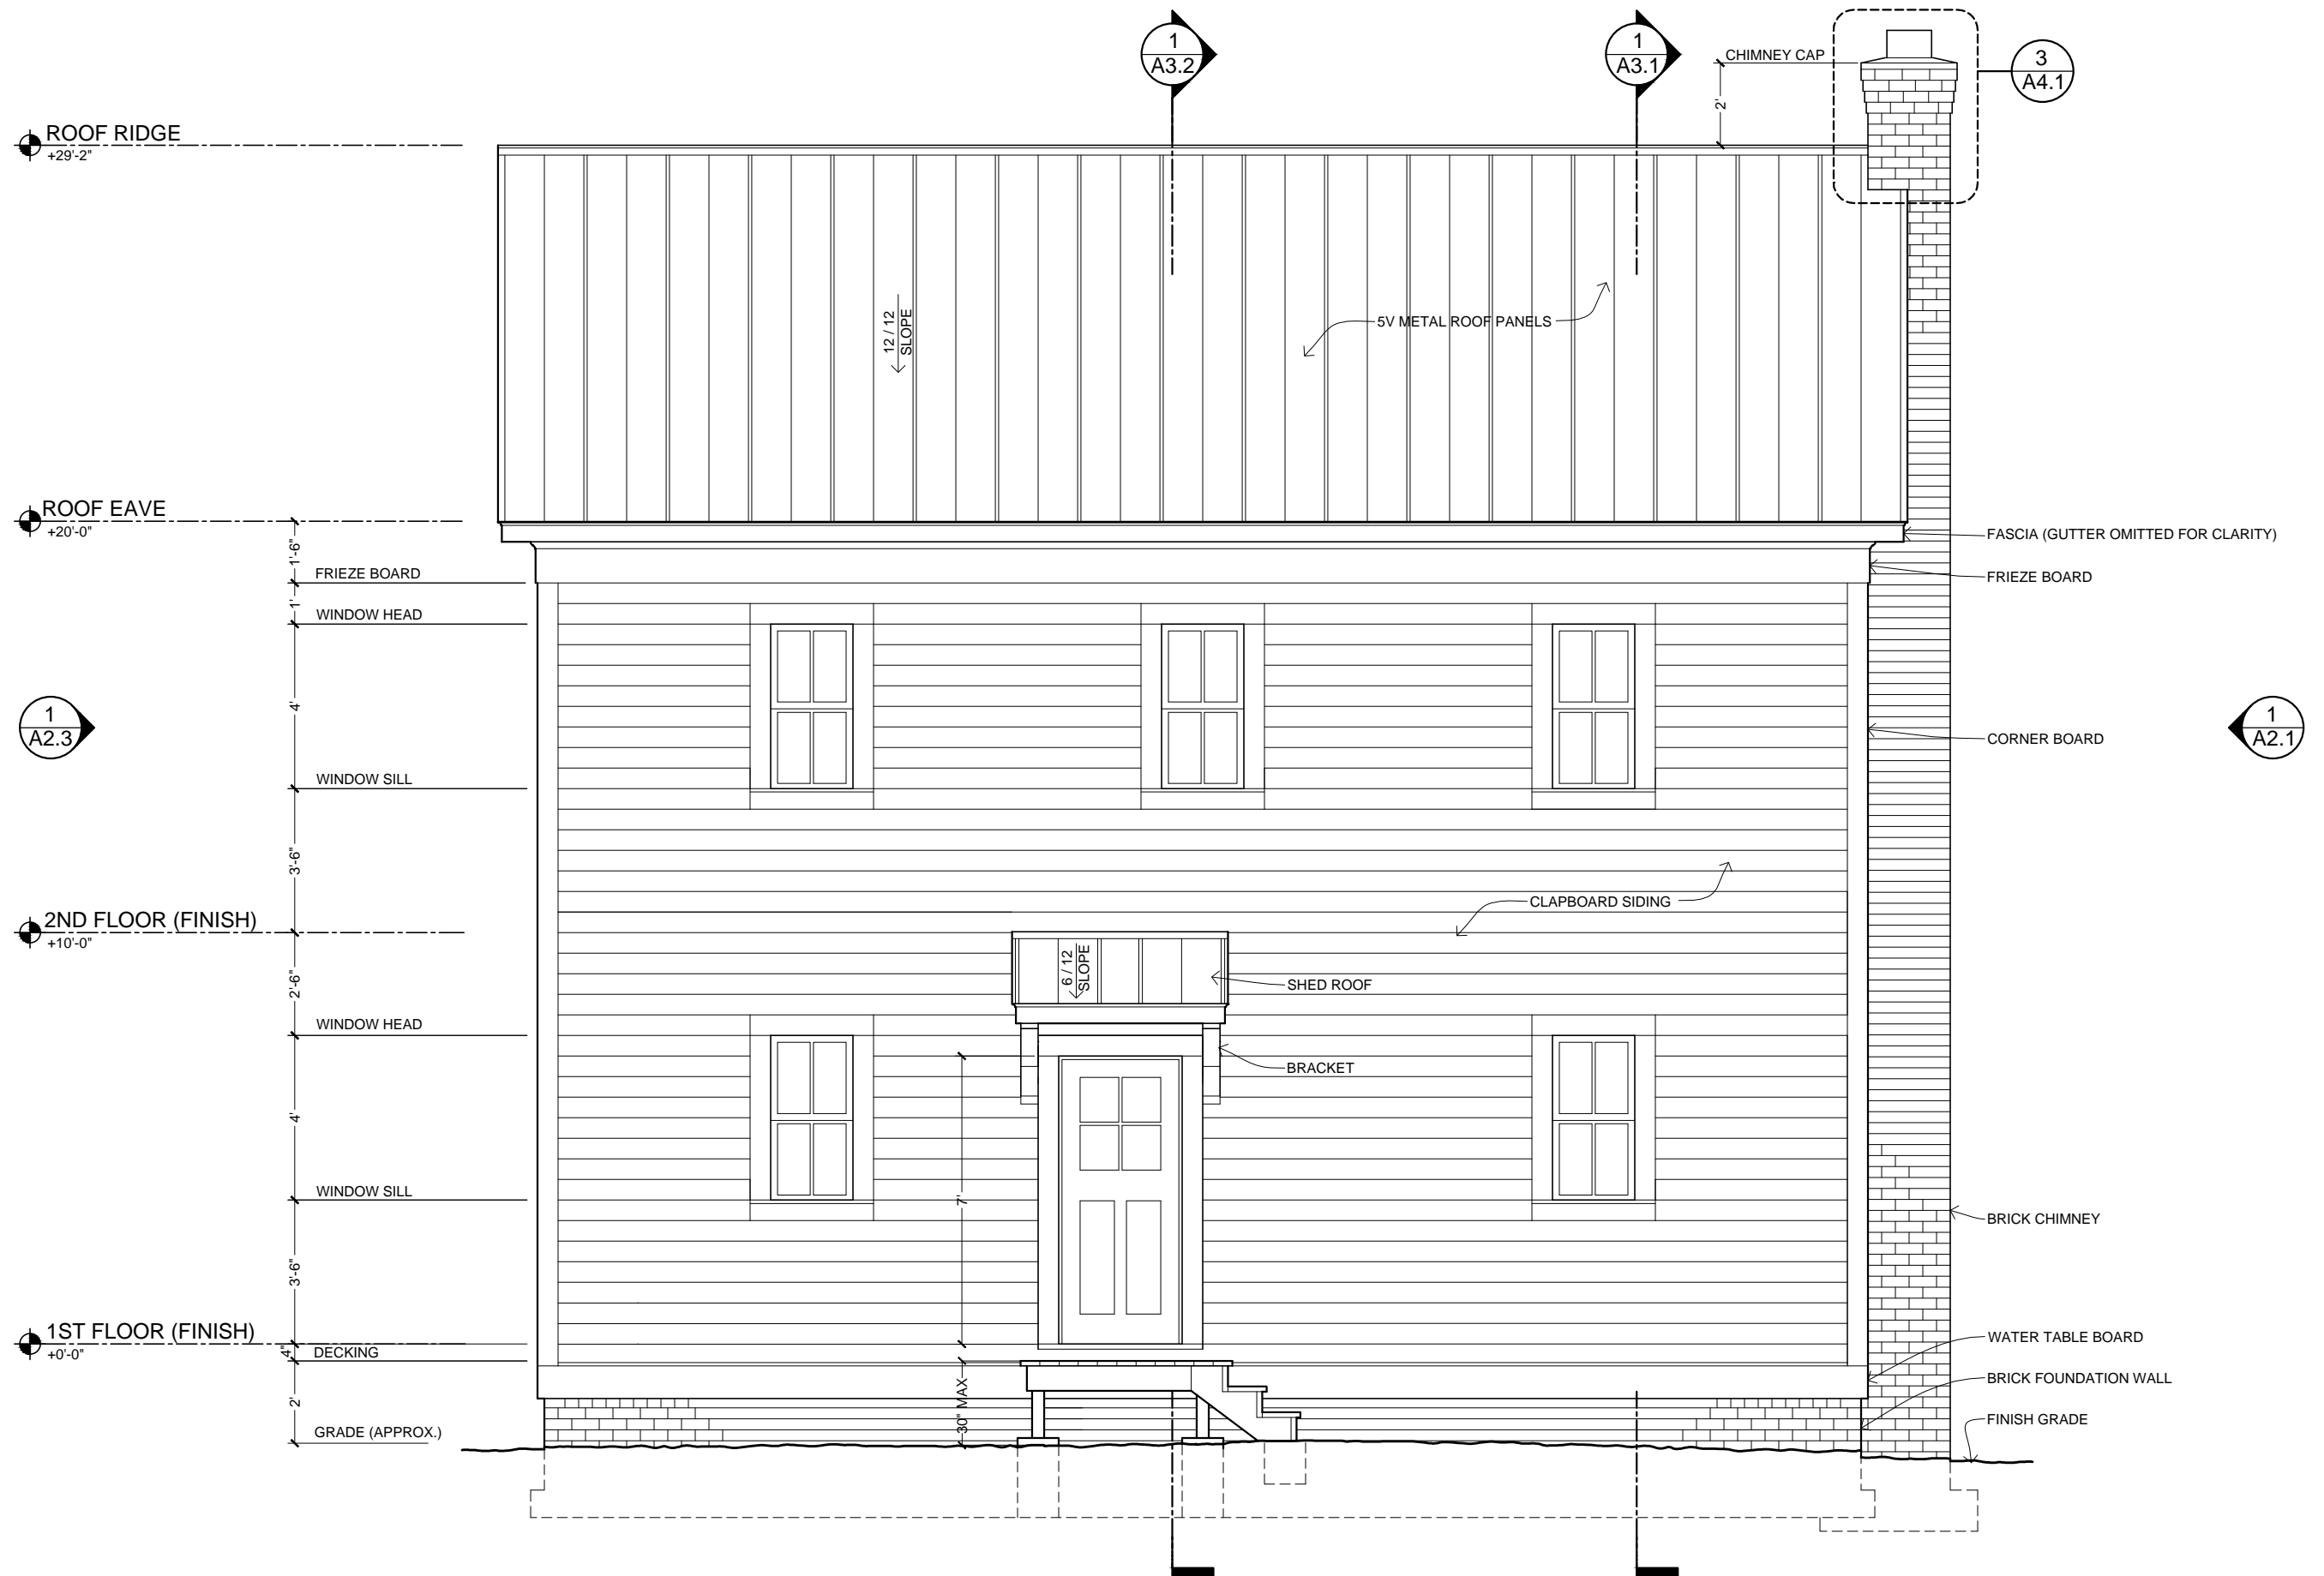 1
A3.2
1
A3.1
CHIMNEY CAP
3
A4.1
2'
ROOF RIDGE
+29'-2"
12 / 12
SLOPE
5V METAL ROOF PANELS
ROOF EAVE
+20'-0"
1'-6"
FASCIA (GUTTER OMITTED FOR CLARITY)
FRIEZE BOARD
FRIEZE BOARD
1'
WINDOW HEAD
4'
1
A2.3
CORNER BOARD
1
A2.1
WINDOW SILL
3'-6"
CLAPBOARD SIDING
2ND FLOOR (FINISH)
+10'-0"
6 / 12
SLOPE
2'-6"
SHED ROOF
WINDOW HEAD
BRACKET
4'
7'
WINDOW SILL
BRICK CHIMNEY
3'-6"
1ST FLOOR (FINISH)
+0'-0"
WATER TABLE BOARD
4"
DECKING
BRICK FOUNDATION WALL
2'
30" MAX
FINISH GRADE
GRADE (APPROX.)